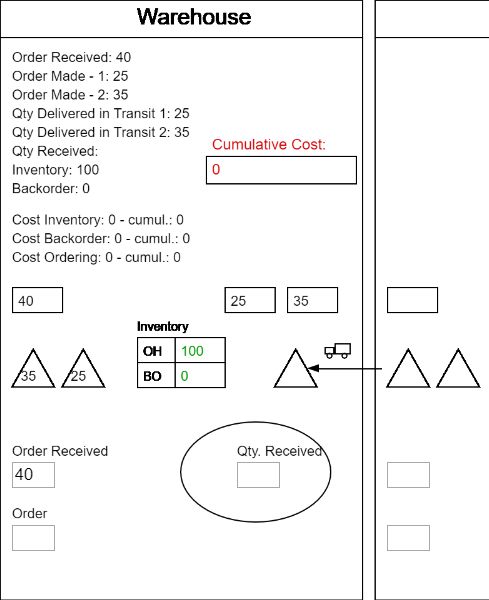 Warehouse
Order Received: 40
Order Made - 1: 25
Order Made - 2: 35
Qty Delivered in Transit 1: 25
Qty Delivered in Transit 2: 35
Qty Received:
Cumulative Cost:
Inventory: 100
0
Backorder: 0
Cost Inventory: 0 - cumul.: 0
Cost Backorder: 0 - cumul.: 0
Cost Ordering: 0 - cumul.: 0
40 25 35
Inventory
OH 100
35 25 BO 0
Order Received Qty. Received
40
Order